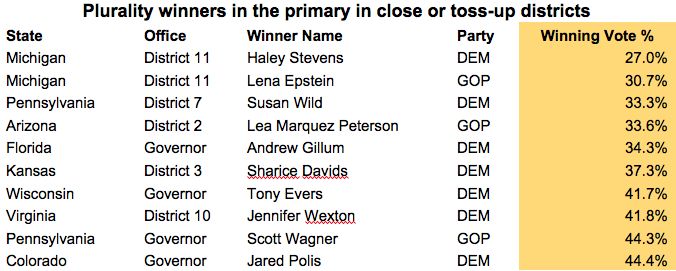 Plurality winners in the primary in close or toss-up districts
State Office Winner Name Party Winning Vote %
Michigan District 11 Haley Stevens DEM 27.0%
Michigan District 11 Lena Epstein GOP 30.7%
Pennsylvania District 7 Susan Wild DEM 33.3%
Arizona District 2 Lea Marquez Peterson GOP 33.6%
Florida Governor Andrew Gillum DEM 34.3%
Kansas District 3 Sharice Davids DEM 37.3%
Wisconsin Governor Tony Evers DEM 41.7%
Virginia District 10 Jennifer Wexton DEM 41.8%
Pennsylvania Governor Scott Wagner GOP 44.3%
Colorado Governor Jared Polis DEM 44.4%